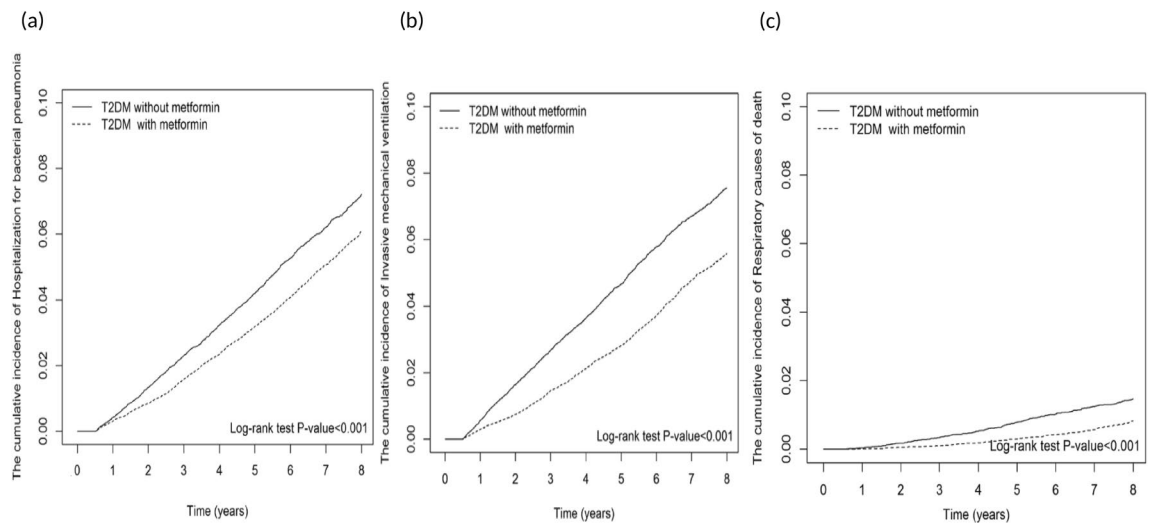 (a)
(b)
(c)
The cumulative incidence of Hospitalization for bacterial pneumonia
0.10
0.08
0.06
0.04
0.02
0.00
T2DM without metformin
T2DM with metformin
Log-rank test P-value<0.001
0 1 2 3 4 5 6 7 8
Time (years)
The cumulative incidence of Invasive mechanical ventilation
0.10
0.08
0.06
0.04
0.02
0.00
T2DM without metformin
T2DM with metformin
Log-rank test P-value<0.001
0 1 2 3 4 5 6 7 8
Time (years)
The cumulative incidence of Respiratory causes of death
0.10
0.08
0.06
0.04
0.02
0.00
T2DM without metformin
T2DM with metformin
Log-rank test P-value<0.001
0 1 2 3 4 5 6 7 8
Time (years)